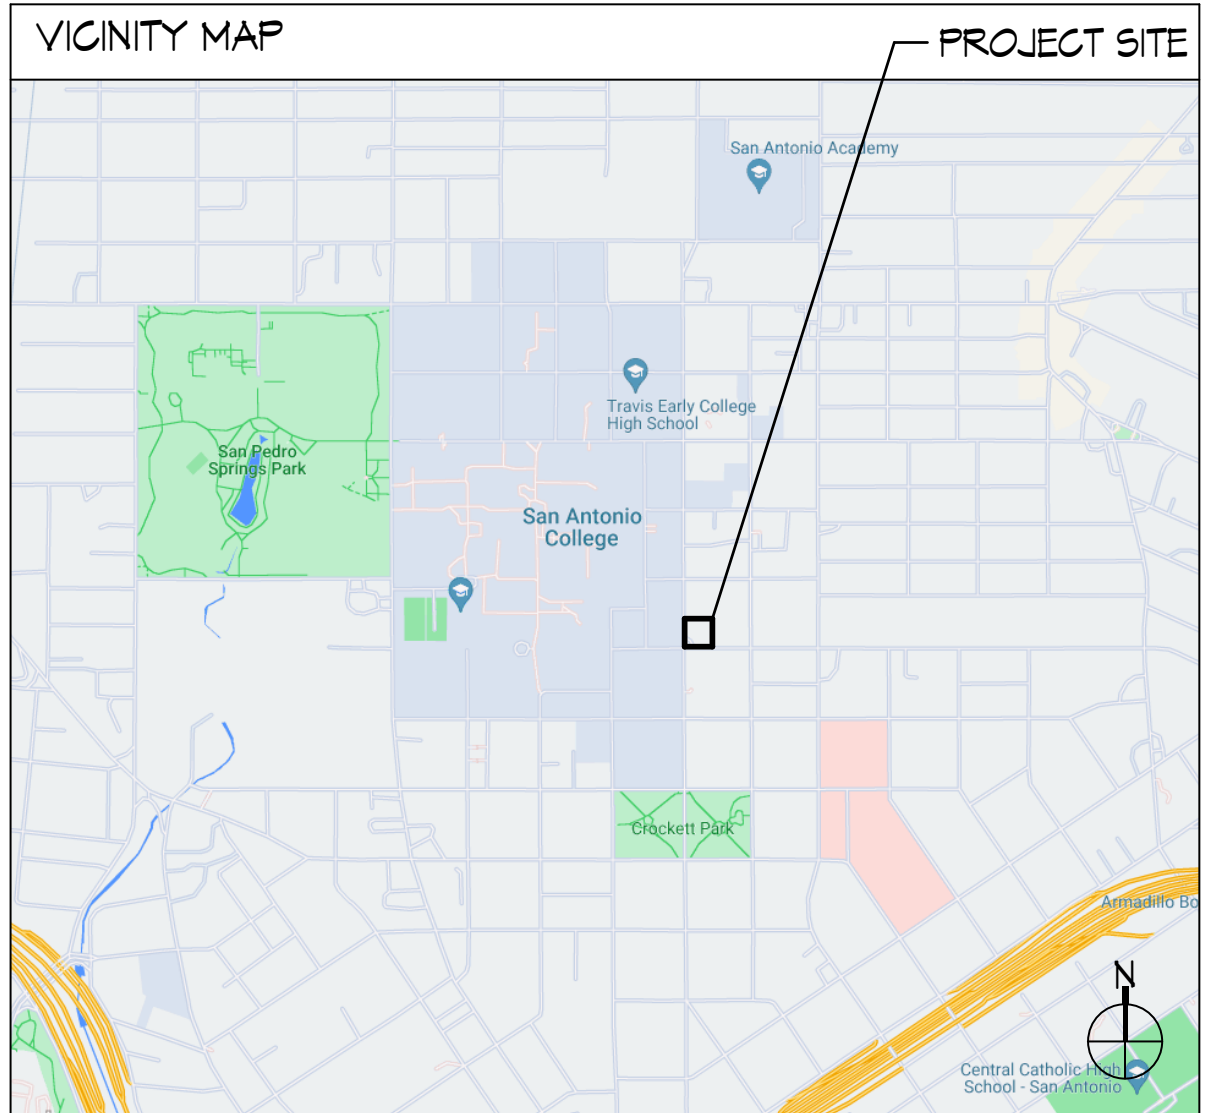 VICINITY MAP
PROJECT SITE
San Antonio Academy
Travis Early College
High School
San Pedro
Springs Park
San Antonio
College
Crockett Park
Armadillo Bo
N
Central Catholic High
School - San Antonio